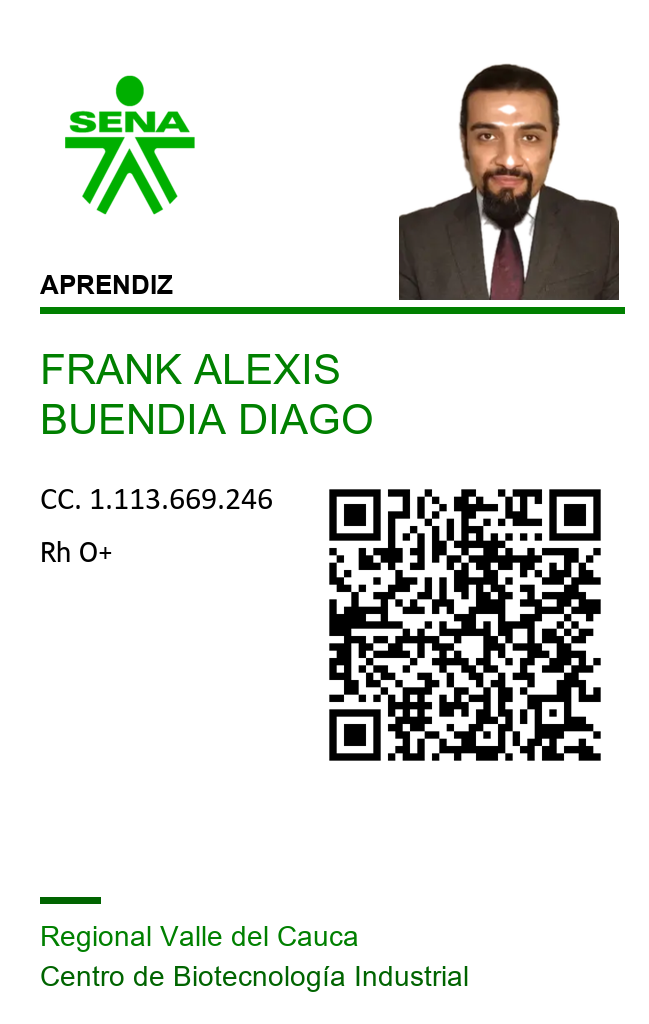 SENA
APRENDIZ
FRANK ALEXIS
BUENDIA DIAGO
CC. 1.113.669.246
Rh O+
Regional Valle del Cauca
Centro de Biotecnología Industrial